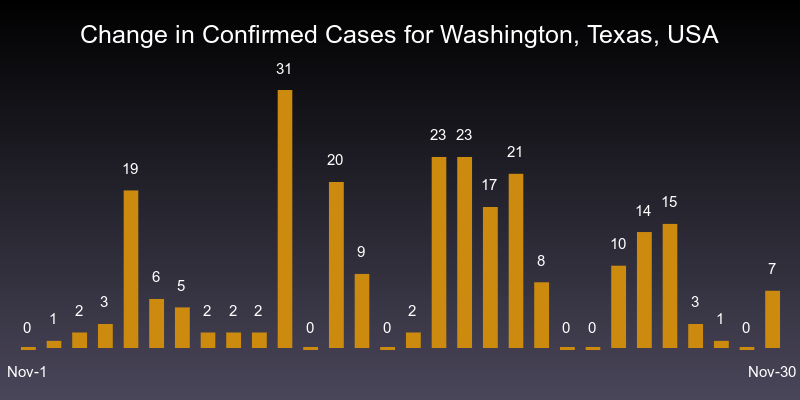 Change in Confirmed Cases for Washington, Texas, USA
0 1 2 3 19 6 5 2 2 2 31 0 20 9 0 2 23 23 17 21 8 0 0 10 14 15 3 1 0 7
Nov-1 Nov-30